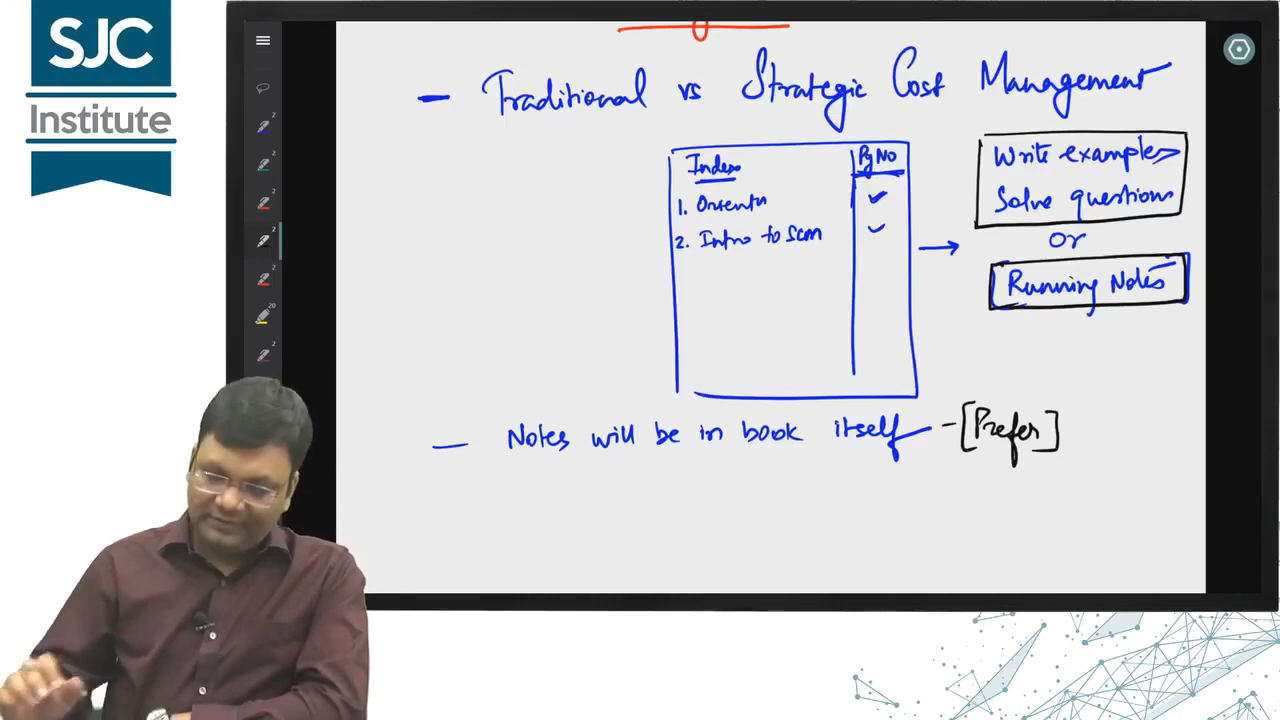 SJC
Institute
- Traditional vs Strategic Cost Management
Index
Pg No
1. Orientn
2. Intro to Scm
Write examples
Solve questions
or
Running Notes
- Notes will be in book itself - [Prefer]